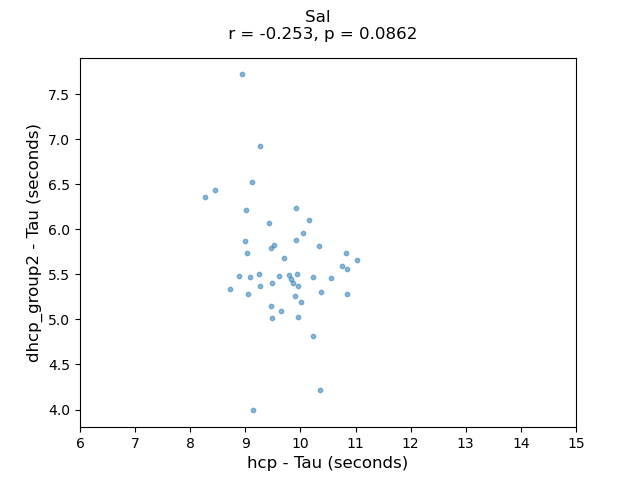 Sal
r = -0.253, p = 0.0862
7.5
7.0
6.5
6.0
5.5
5.0
4.5
4.0
dhcp_group2 - Tau (seconds)
6 7 8 9 10 11 12 13 14 15
hcp - Tau (seconds)